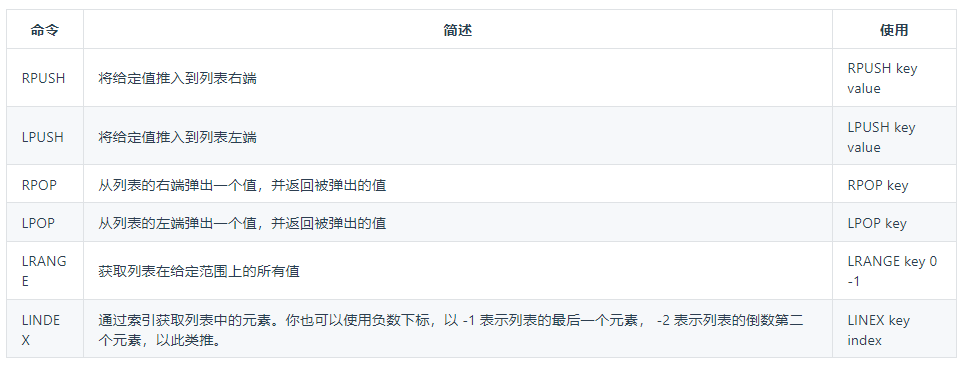 命令 简述 使用
RPUSH 将给定值推入到列表右端 RPUSH key
value
LPUSH 将给定值推入到列表左端 LPUSH key
value
RPOP 从列表的右端弹出一个值，并返回被弹出的值 RPOP key
LPOP 从列表的左端弹出一个值，并返回被弹出的值 LPOP key
LRANG 获取列表在给定范围上的所有值 LRANGE key 0
E -1
LINDE 通过索引获取列表中的元素。你也可以使用负数下标，以 -1 表示列表的最后一个元素， -2 表示列表的倒数第二 LINEX key
X 个元素，以此类推。 index